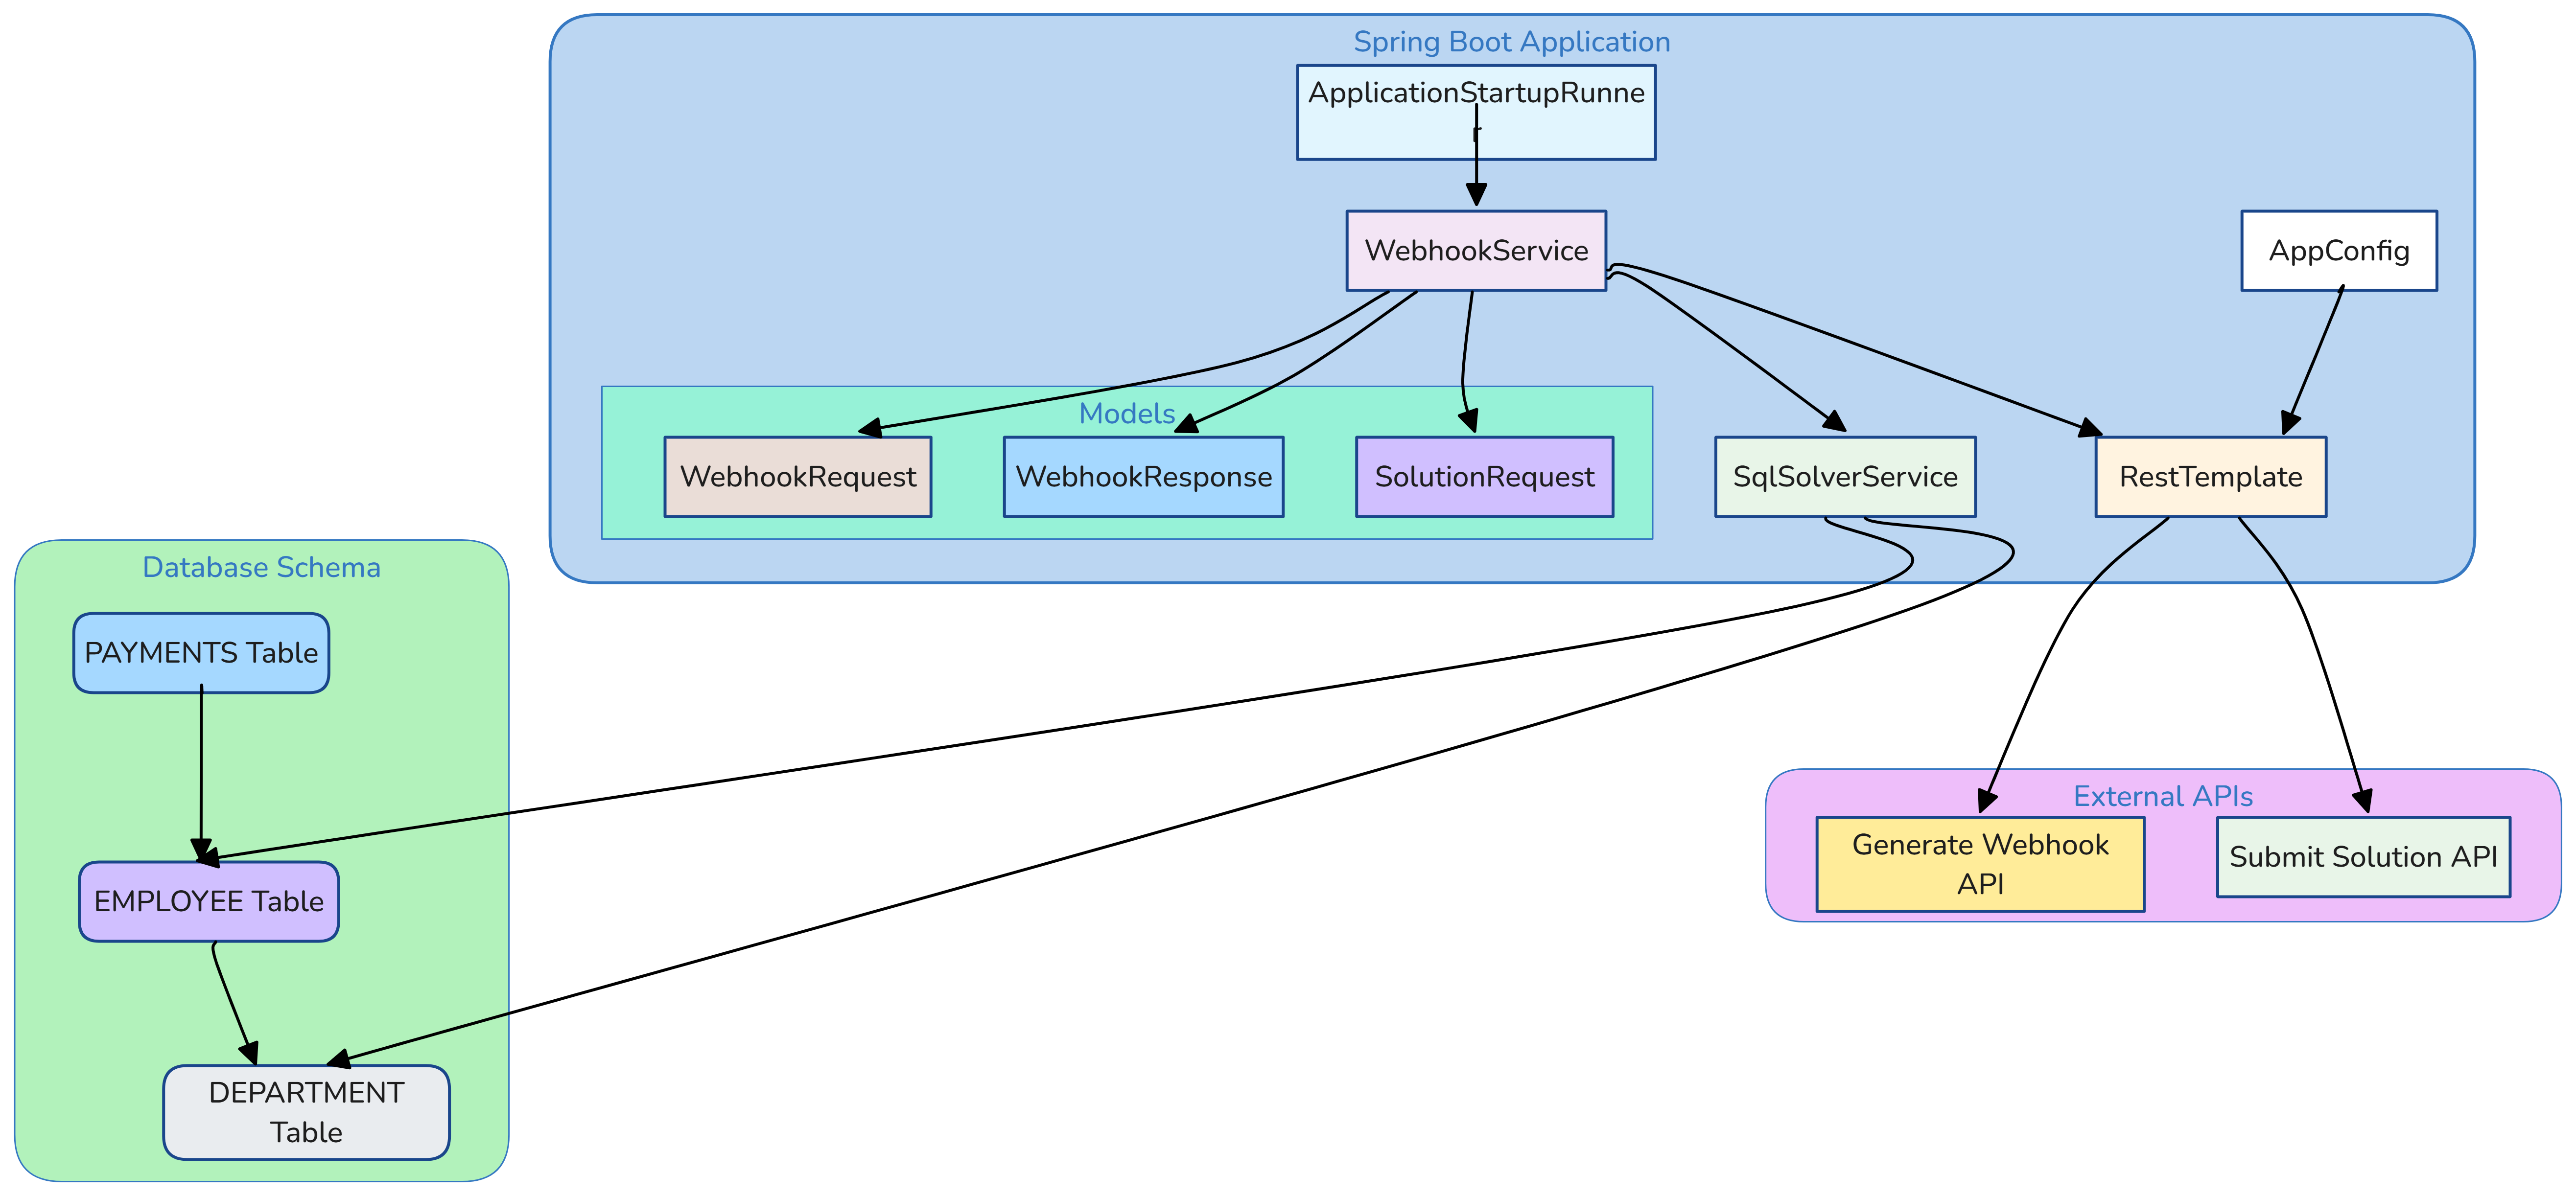 Spring Boot Application
ApplicationStartupRunne
r
WebhookService
AppConfig
Models
WebhookRequest
WebhookResponse
SolutionRequest
SqlSolverService
RestTemplate
Database Schema
PAYMENTS Table
EMPLOYEE Table
DEPARTMENT
Table
External APIs
Generate Webhook
API
Submit Solution API